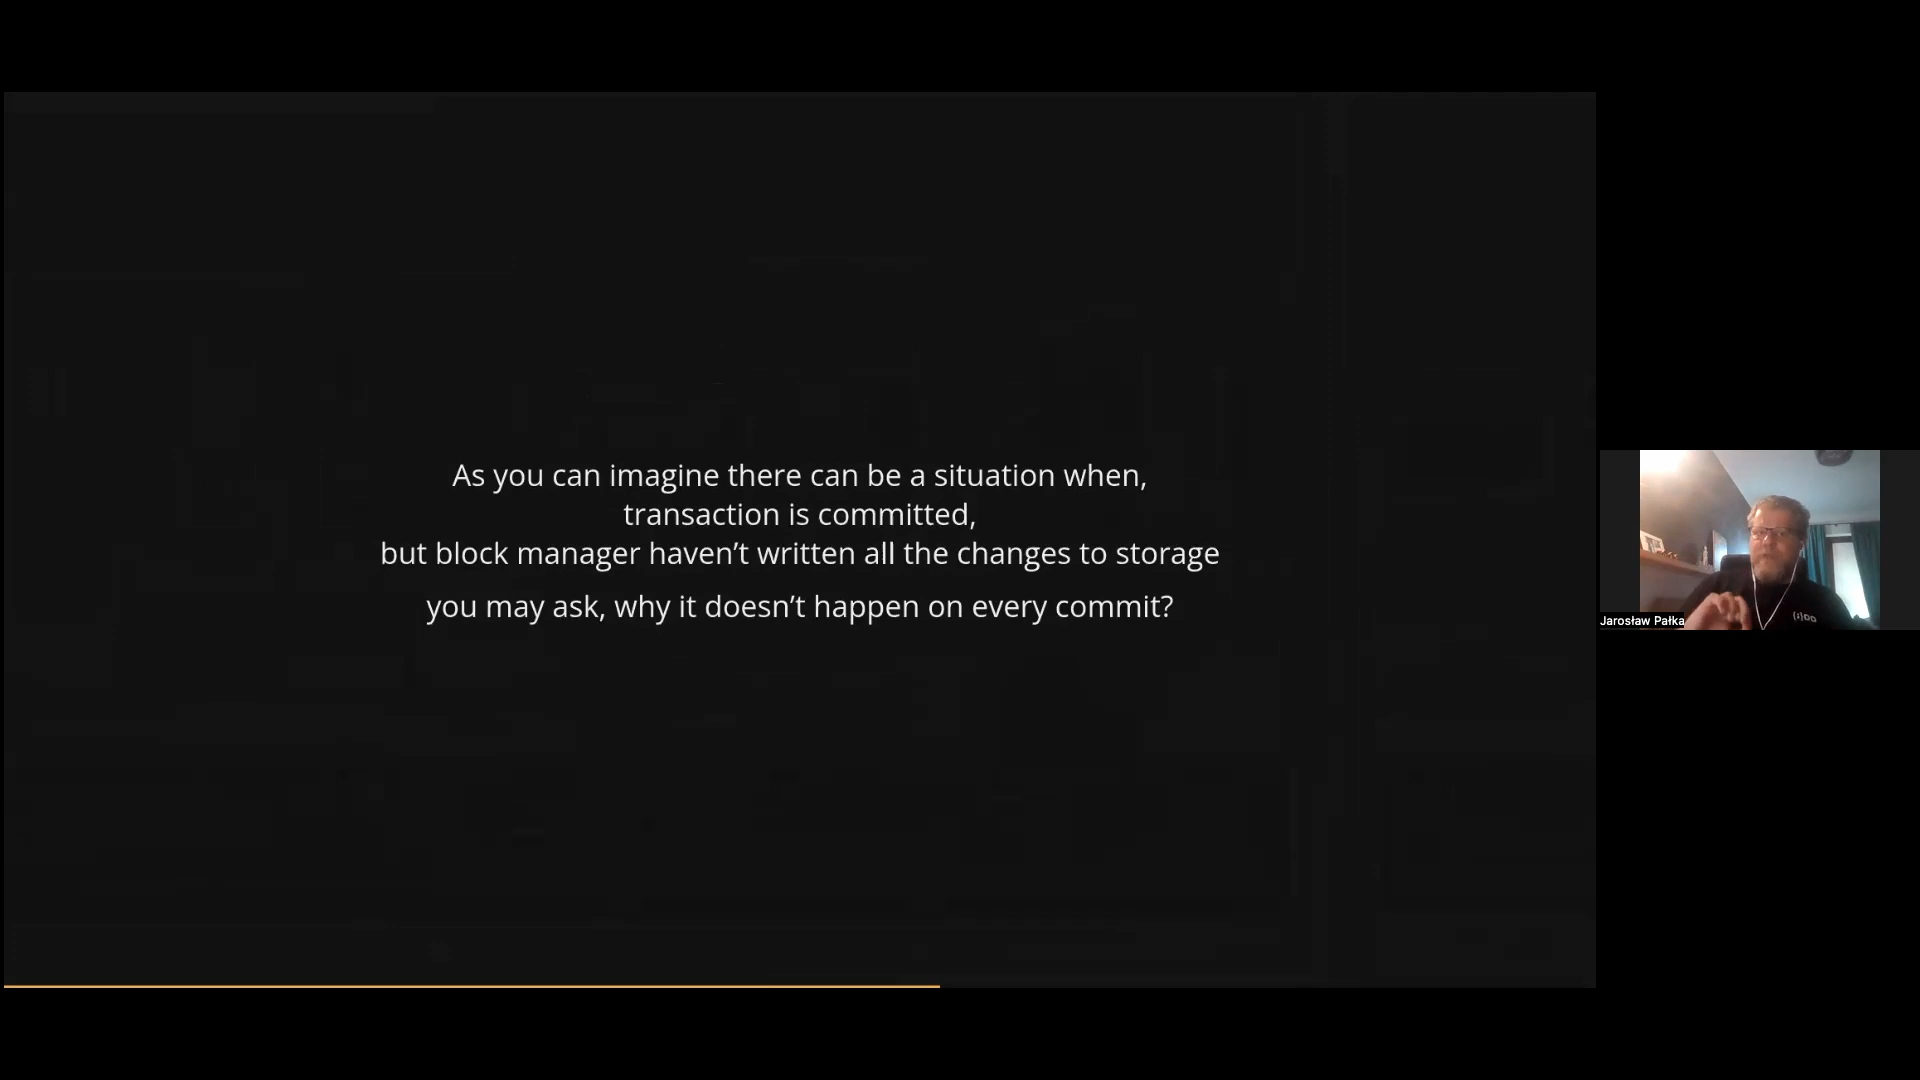 As you can imagine there can be a situation when,
transaction is committed,
but block manager haven’t written all the changes to storage
you may ask, why it doesn’t happen on every commit?
Jarosław Pałka